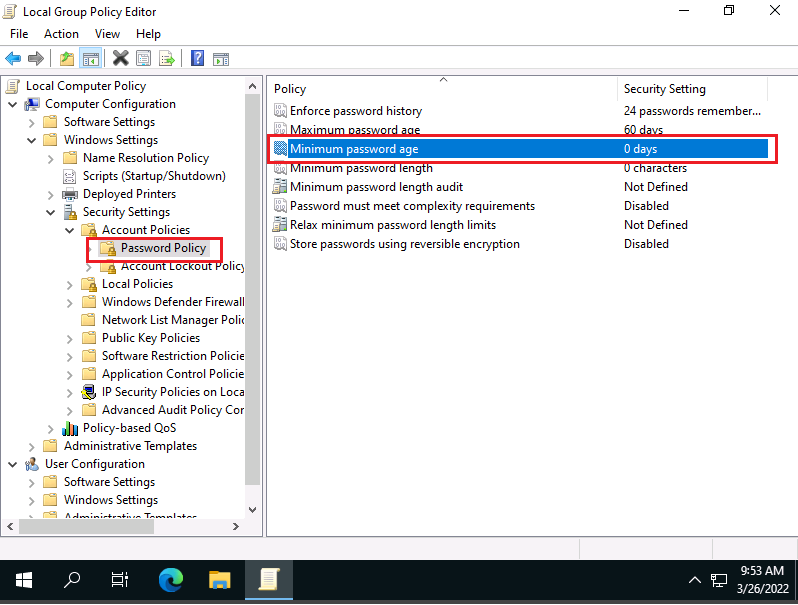 Local Group Policy Editor
File Action View Help
Local Computer Policy
Computer Configuration
Software Settings
Windows Settings
Name Resolution Policy
Scripts (Startup/Shutdown)
Deployed Printers
Security Settings
Account Policies
Password Policy
Account Lockout Policy
Local Policies
Windows Defender Firewall
Network List Manager Polic
Public Key Policies
Software Restriction Policie
Application Control Policie
IP Security Policies on Loca
Advanced Audit Policy Cor
Policy-based QoS
Administrative Templates
User Configuration
Software Settings
Windows Settings
Administrative Templates
Policy Security Setting
Enforce password history 24 passwords remember...
Maximum password age 60 days
Minimum password age 0 days
Minimum password length 0 characters
Minimum password length audit Not Defined
Password must meet complexity requirements Disabled
Relax minimum password length limits Not Defined
Store passwords using reversible encryption Disabled
9:53 AM
3/26/2022